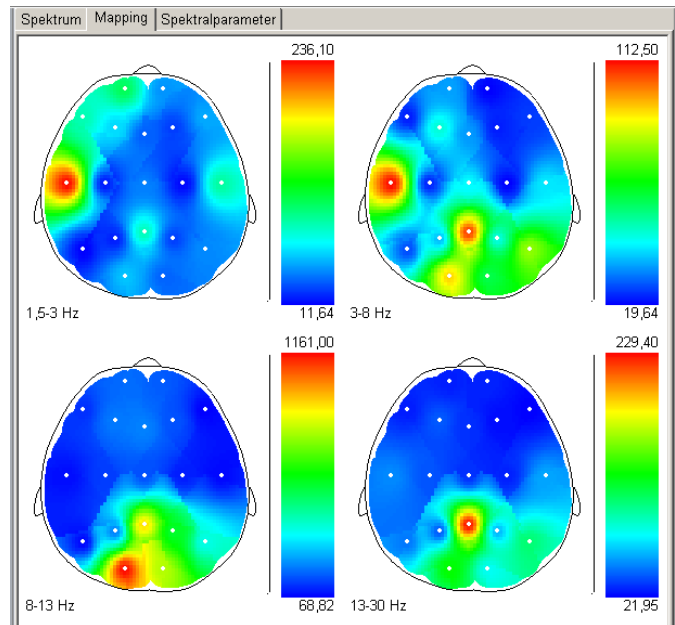 Spektrum Mapping Spektralparameter
236,10 112,50
1,5-3 Hz 11,64 3-8 Hz 19,64
1161,00 229,40
8-13 Hz 68,82 13-30 Hz 21,95